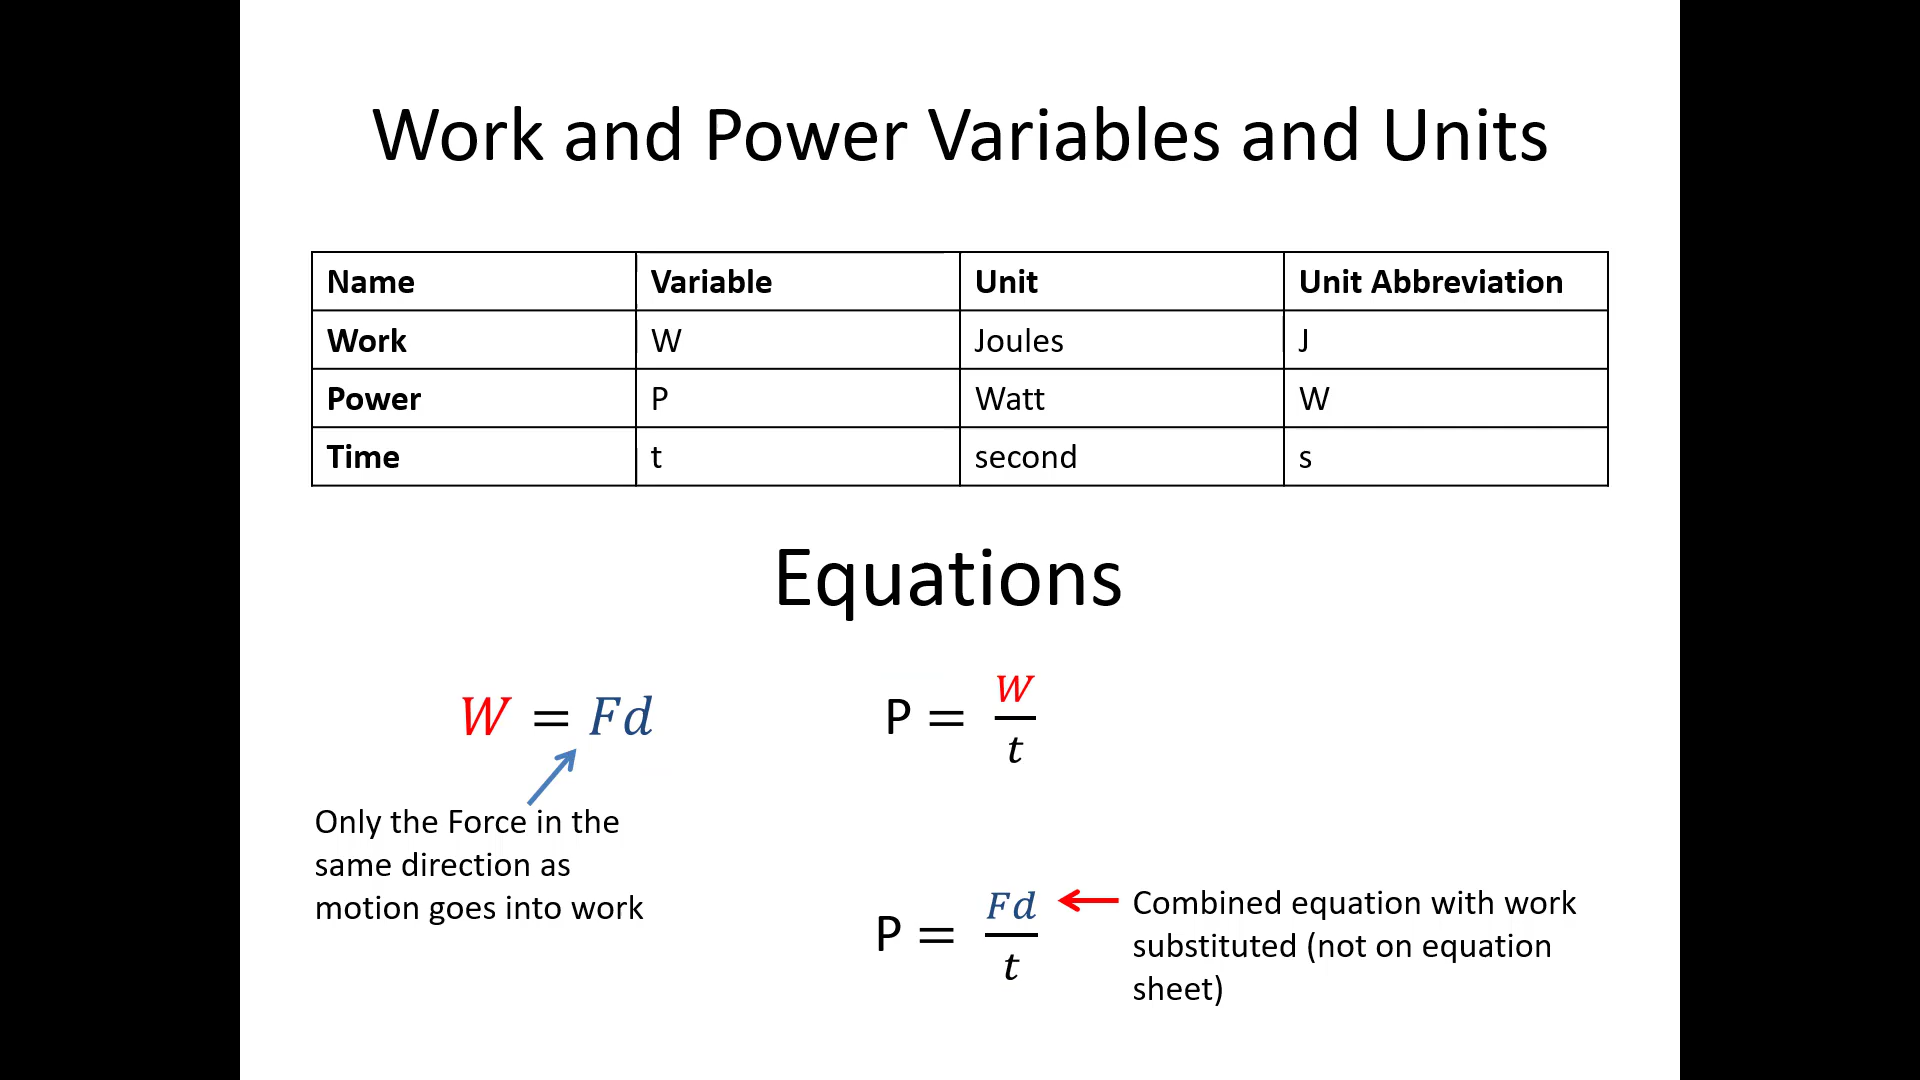 Work and Power Variables and Units
Name Variable Unit Unit Abbreviation
Work W Joules J
Power P Watt W
Time t second s
Equations
W = Fd
P = W/t
Only the Force in the
same direction as
motion goes into work
P = Fd/t
Combined equation with work
substituted (not on equation
sheet)